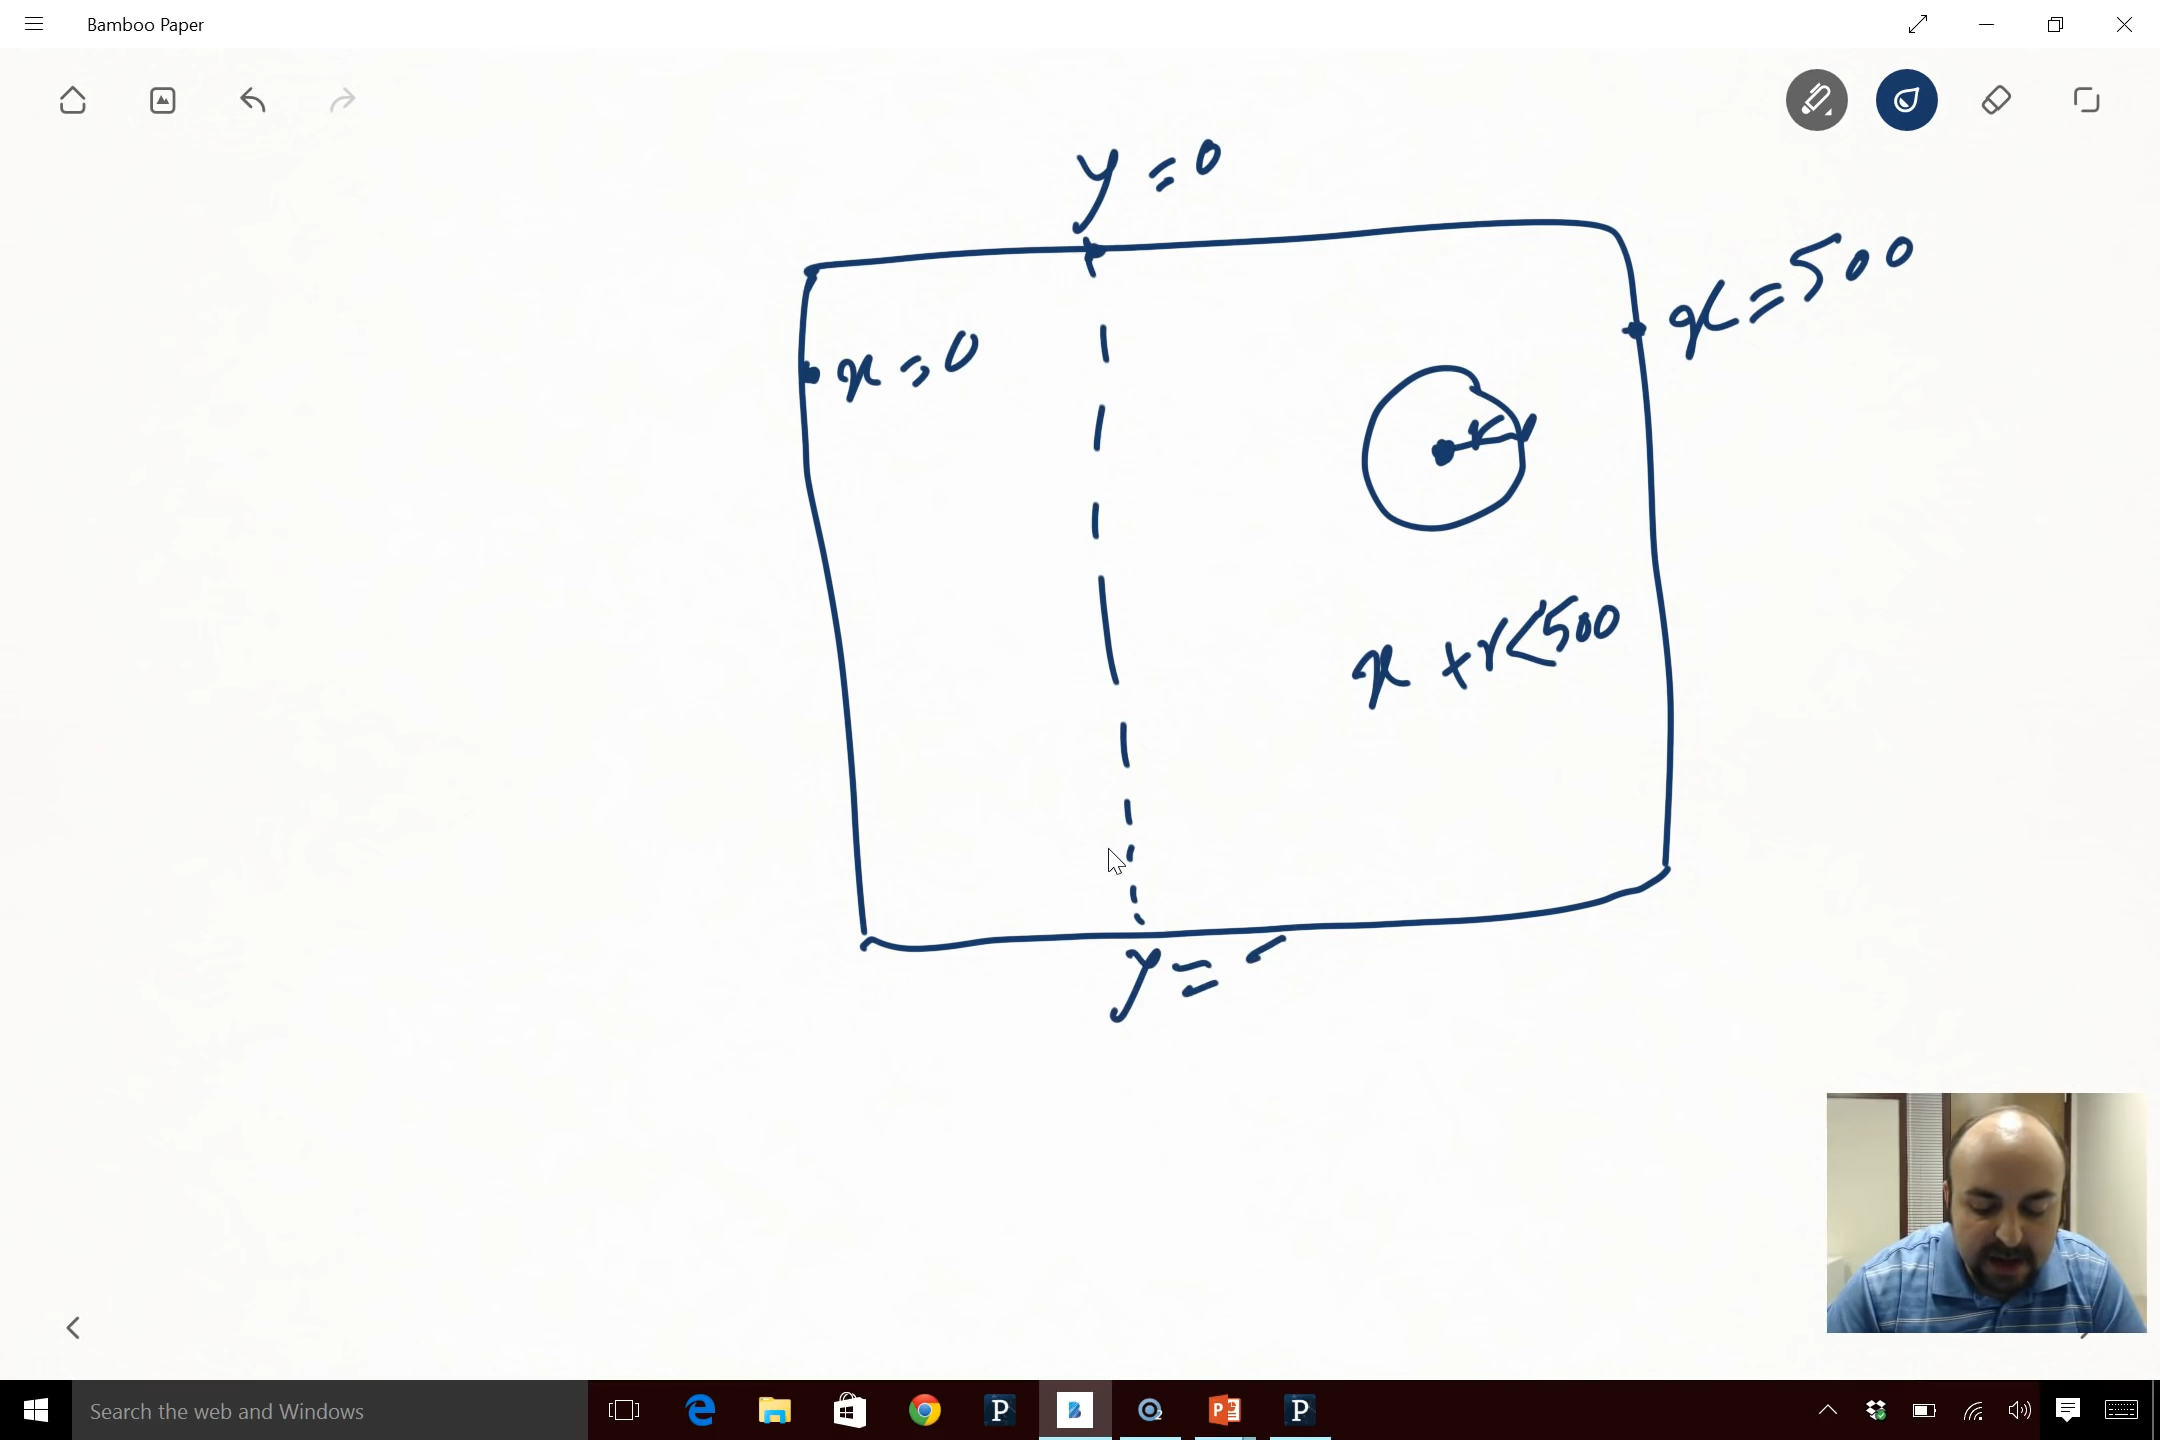 Bamboo Paper
y = 0
x = 500
x = 0
r
x + r < 500
y =
Search the web and Windows